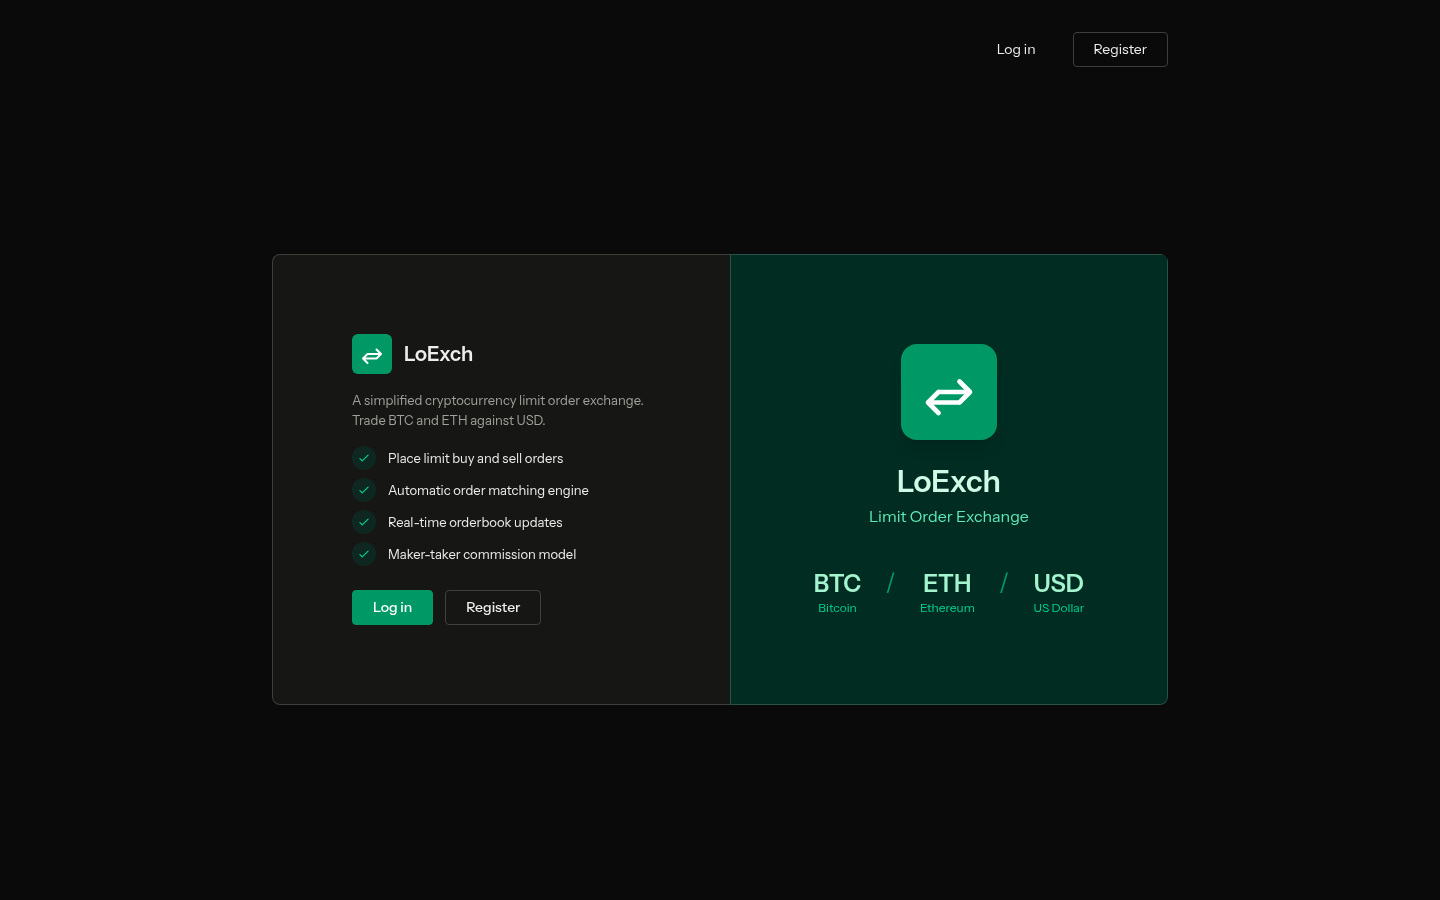 Log in
Register
LoExch
A simplified cryptocurrency limit order exchange.
Trade BTC and ETH against USD.
Place limit buy and sell orders
Automatic order matching engine
Real-time orderbook updates
Maker-taker commission model
Log in
Register
LoExch
Limit Order Exchange
BTC / ETH / USD
Bitcoin Ethereum US Dollar